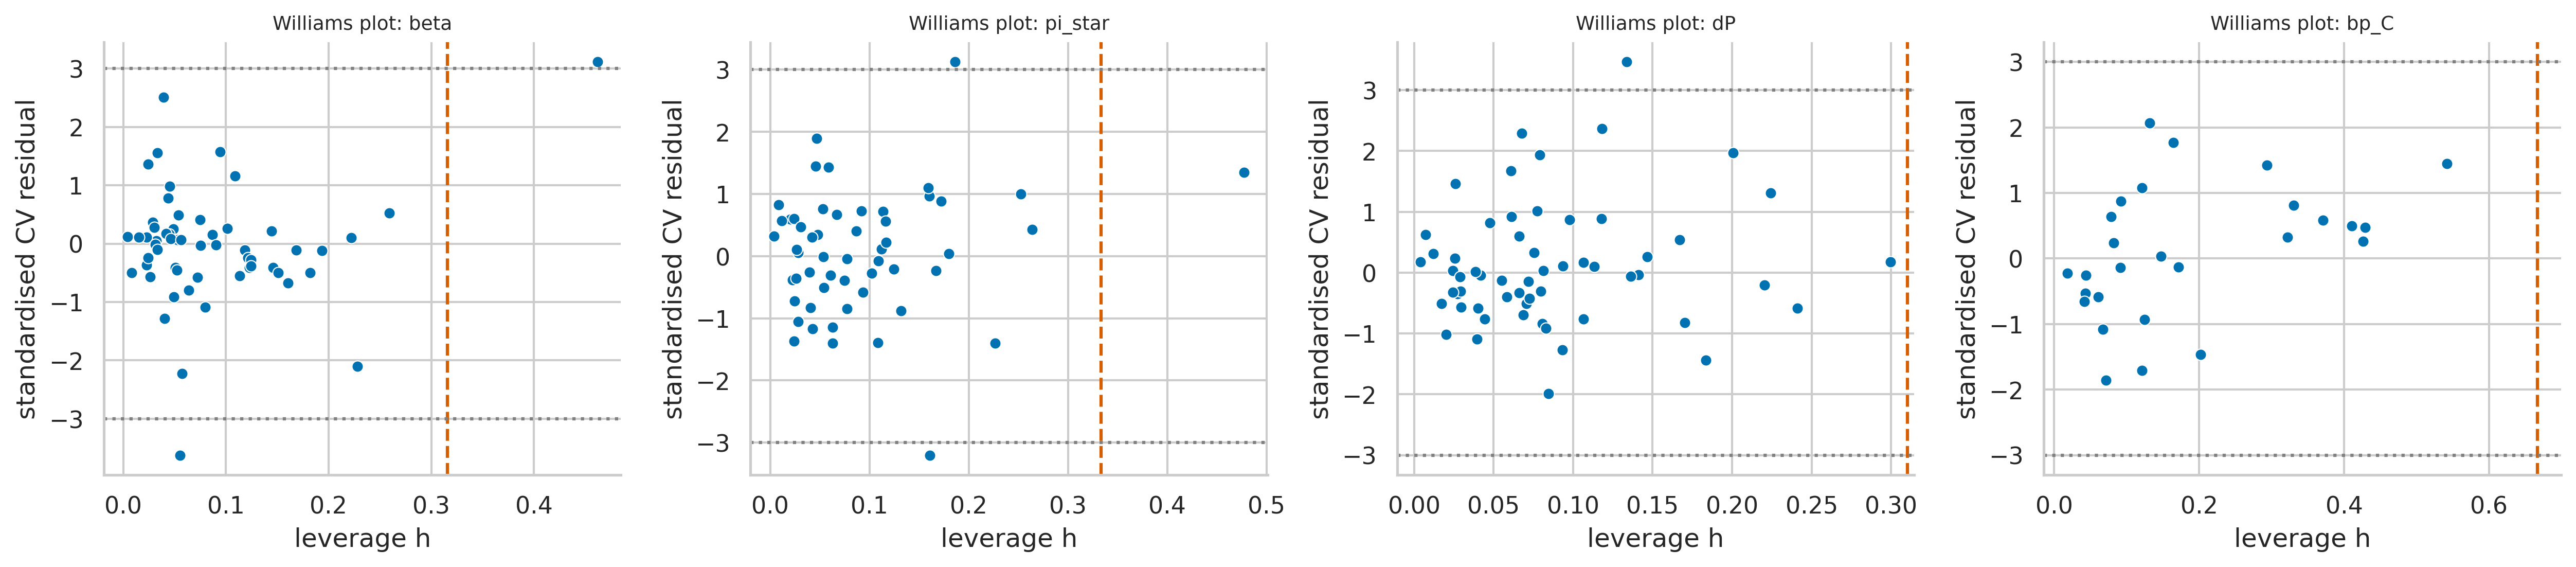 Williams plot: beta
standardised CV residual
3
2
1
0
−1
−2
−3
0.0 0.1 0.2 0.3 0.4
leverage h
Williams plot: pi_star
standardised CV residual
3
2
1
0
−1
−2
−3
0.0 0.1 0.2 0.3 0.4 0.5
leverage h
Williams plot: dP
standardised CV residual
3
2
1
0
−1
−2
−3
0.00 0.05 0.10 0.15 0.20 0.25 0.30
leverage h
Williams plot: bp_C
standardised CV residual
3
2
1
0
−1
−2
−3
0.0 0.2 0.4 0.6
leverage h